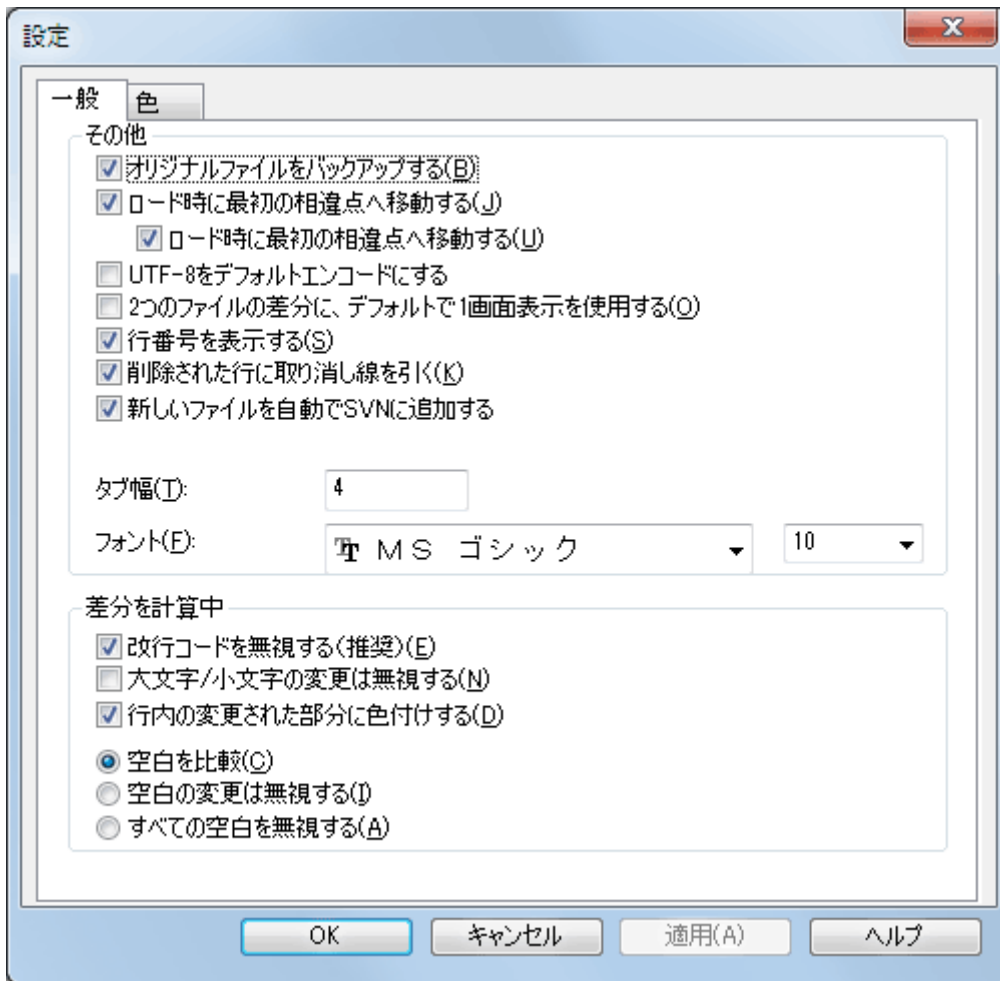 設定
一般 色
その他
オリジナルファイルをバックアップする(B)
ロード時に最初の相違点へ移動する(J)
ロード時に最初の相違点へ移動する(U)
UTF-8をデフォルトエンコードにする
2つのファイルの差分に、デフォルトで1画面表示を使用する(O)
行番号を表示する(S)
削除された行に取り消し線を引く(K)
新しいファイルを自動でSVNに追加する
タブ幅(T): 4
フォント(F): MS ゴシック 10
差分を計算中
改行コードを無視する(推奨)(E)
大文字/小文字の変更は無視する(N)
行内の変更された部分に色付けする(D)
空白を比較(C)
空白の変更は無視する(I)
すべての空白を無視する(A)
OK キャンセル 適用(A) ヘルプ